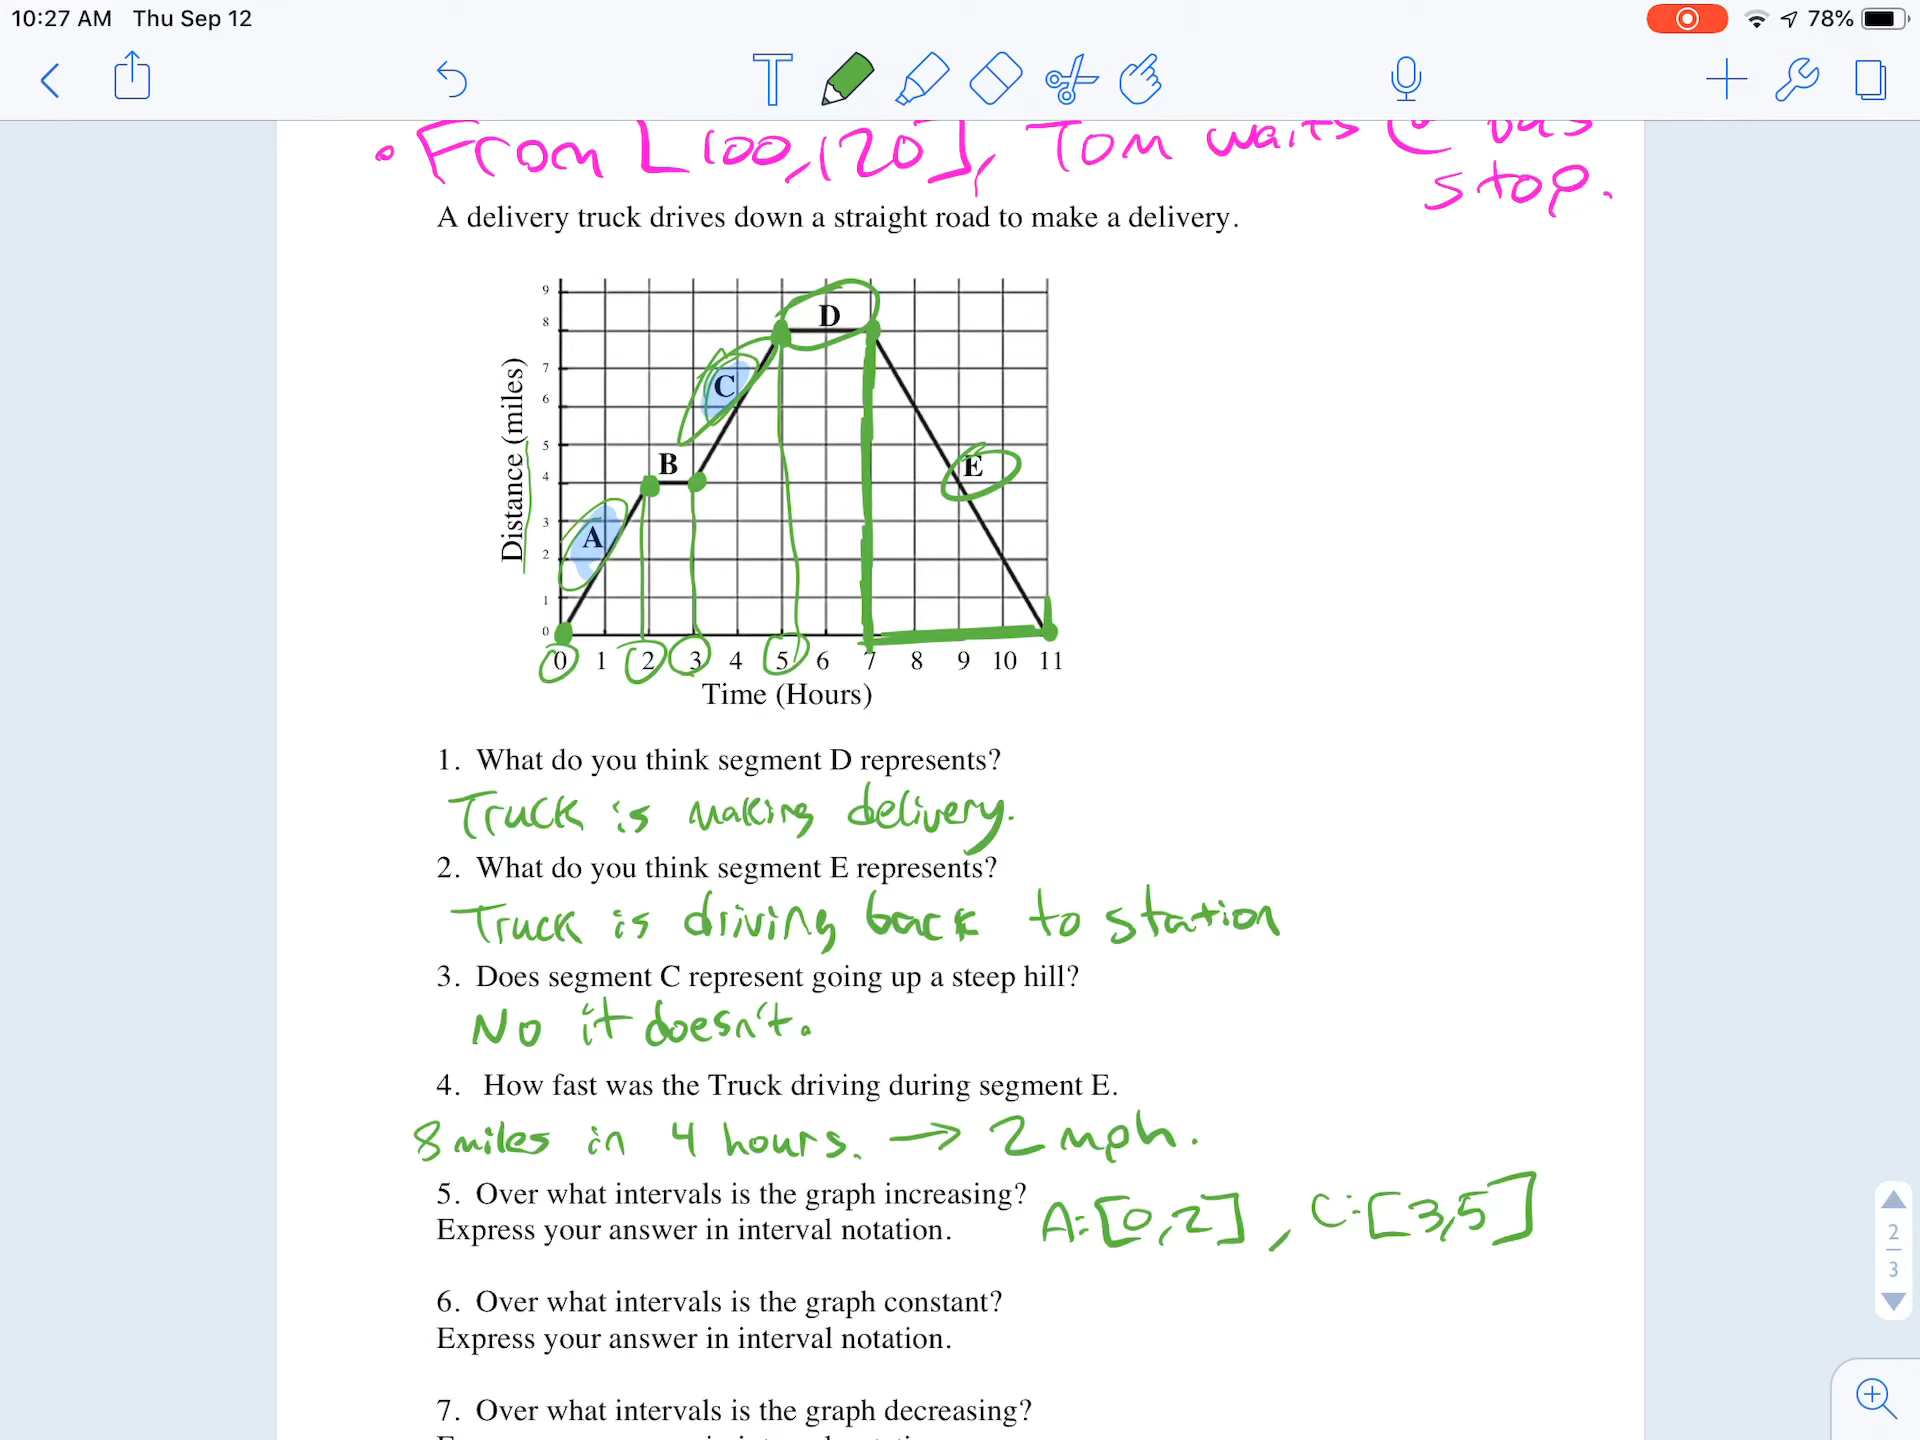 10:27 AM Thu Sep 12
78%
• From [100,120], Tom waits @ bus
stop.
A delivery truck drives down a straight road to make a delivery.
Distance (miles)
9
8
7
6
5
4
3
2
1
0
A
B
C
D
E
0 1 2 3 4 5 6 7 8 9 10 11
Time (Hours)
1. What do you think segment D represents?
Truck is making delivery.
2. What do you think segment E represents?
Truck is driving back to station
3. Does segment C represent going up a steep hill?
No it doesn't.
4. How fast was the Truck driving during segment E.
8 miles in 4 hours. → 2 mph.
5. Over what intervals is the graph increasing?
Express your answer in interval notation.
A:[0,2], C:[3,5]
6. Over what intervals is the graph constant?
Express your answer in interval notation.
7. Over what intervals is the graph decreasing?
2
3